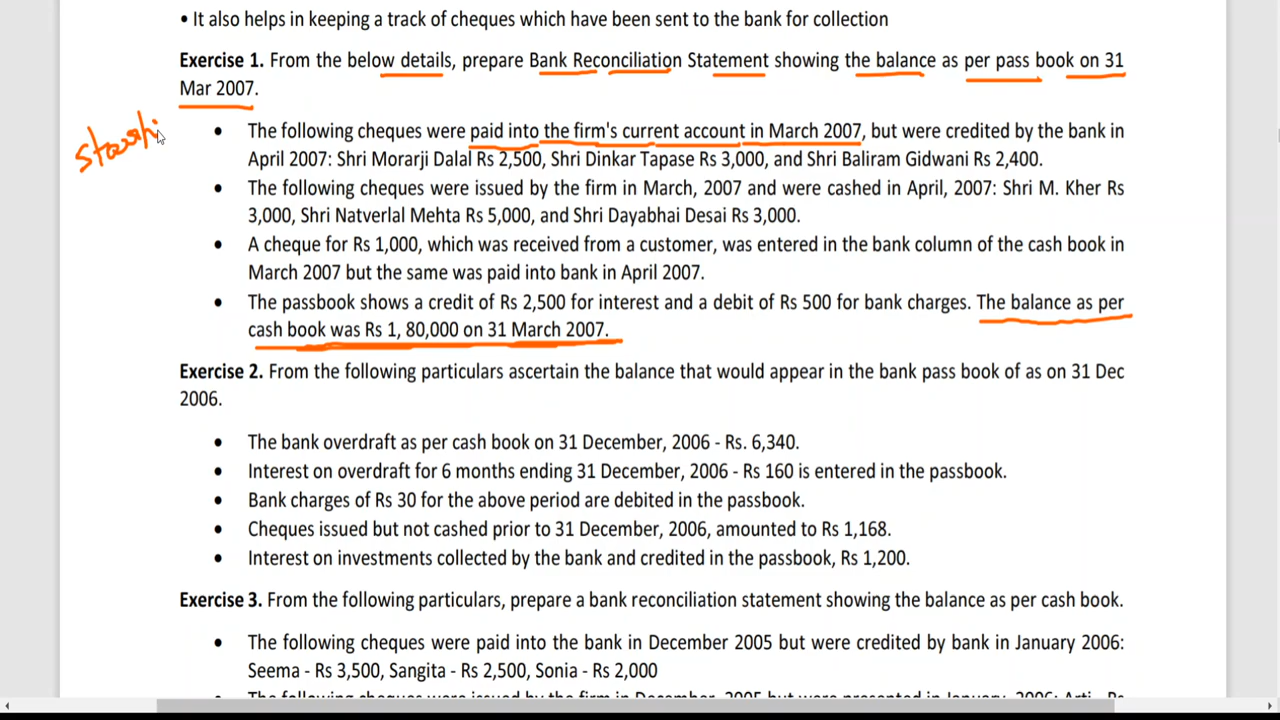 • It also helps in keeping a track of cheques which have been sent to the bank for collection
Exercise 1. From the below details, prepare Bank Reconciliation Statement showing the balance as per pass book on 31
Mar 2007.
• The following cheques were paid into the firm's current account in March 2007, but were credited by the bank in
April 2007: Shri Morarji Dalal Rs 2,500, Shri Dinkar Tapase Rs 3,000, and Shri Baliram Gidwani Rs 2,400.
• The following cheques were issued by the firm in March, 2007 and were cashed in April, 2007: Shri M. Kher Rs
3,000, Shri Natverlal Mehta Rs 5,000, and Shri Dayabhai Desai Rs 3,000.
• A cheque for Rs 1,000, which was received from a customer, was entered in the bank column of the cash book in
March 2007 but the same was paid into bank in April 2007.
• The passbook shows a credit of Rs 2,500 for interest and a debit of Rs 500 for bank charges. The balance as per
cash book was Rs 1, 80,000 on 31 March 2007.
Exercise 2. From the following particulars ascertain the balance that would appear in the bank pass book of as on 31 Dec
2006.
• The bank overdraft as per cash book on 31 December, 2006 - Rs. 6,340.
• Interest on overdraft for 6 months ending 31 December, 2006 - Rs 160 is entered in the passbook.
• Bank charges of Rs 30 for the above period are debited in the passbook.
• Cheques issued but not cashed prior to 31 December, 2006, amounted to Rs 1,168.
• Interest on investments collected by the bank and credited in the passbook, Rs 1,200.
Exercise 3. From the following particulars, prepare a bank reconciliation statement showing the balance as per cash book.
• The following cheques were paid into the bank in December 2005 but were credited by bank in January 2006:
Seema - Rs 3,500, Sangita - Rs 2,500, Sonia - Rs 2,000